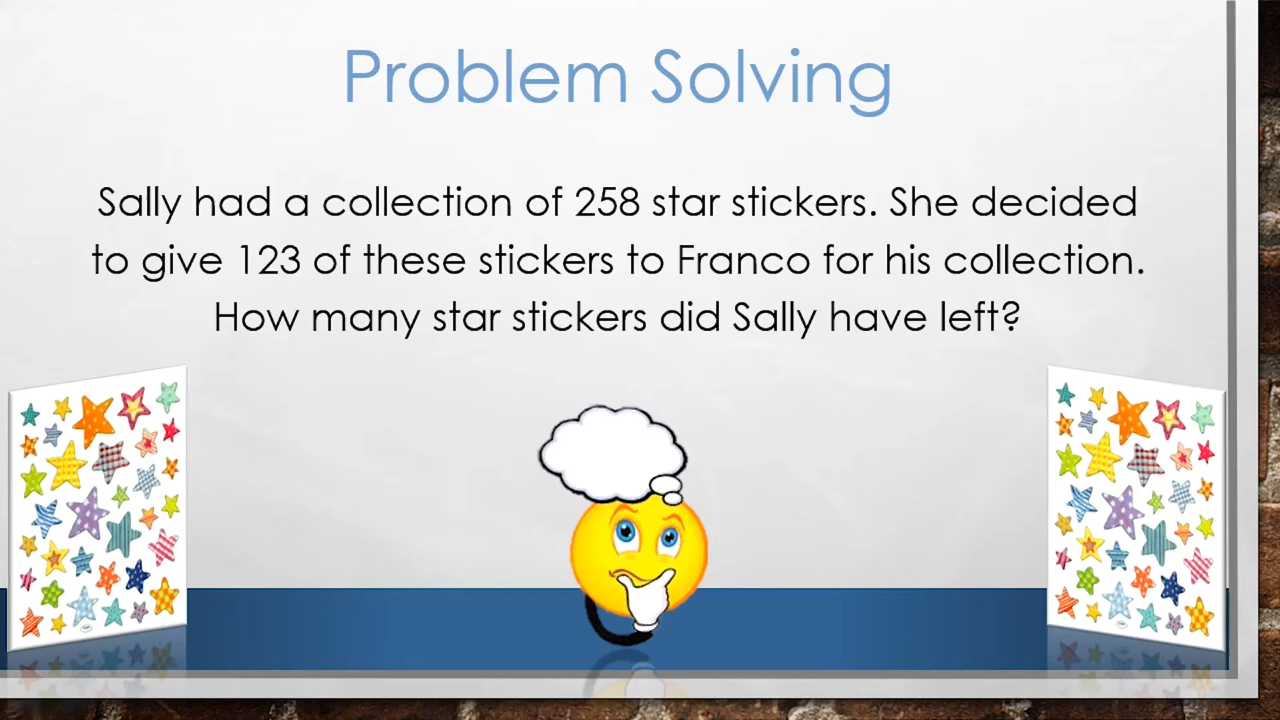 Problem Solving
Sally had a collection of 258 star stickers. She decided
to give 123 of these stickers to Franco for his collection.
How many star stickers did Sally have left?